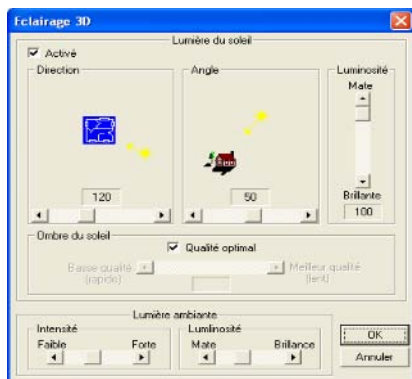 Eclairage 3D
Lumière du soleil
Activé
Direction
Angle
Luminosité
Mate
120
50
Brillante
100
Ombre du soleil
Qualité optimal
Basse qualité
(rapide)
Meilleur qualité
(lent)
Lumière ambiante
Intensité
Luminosité
Faible
Forte
Mate
Brillance
OK
Annuler